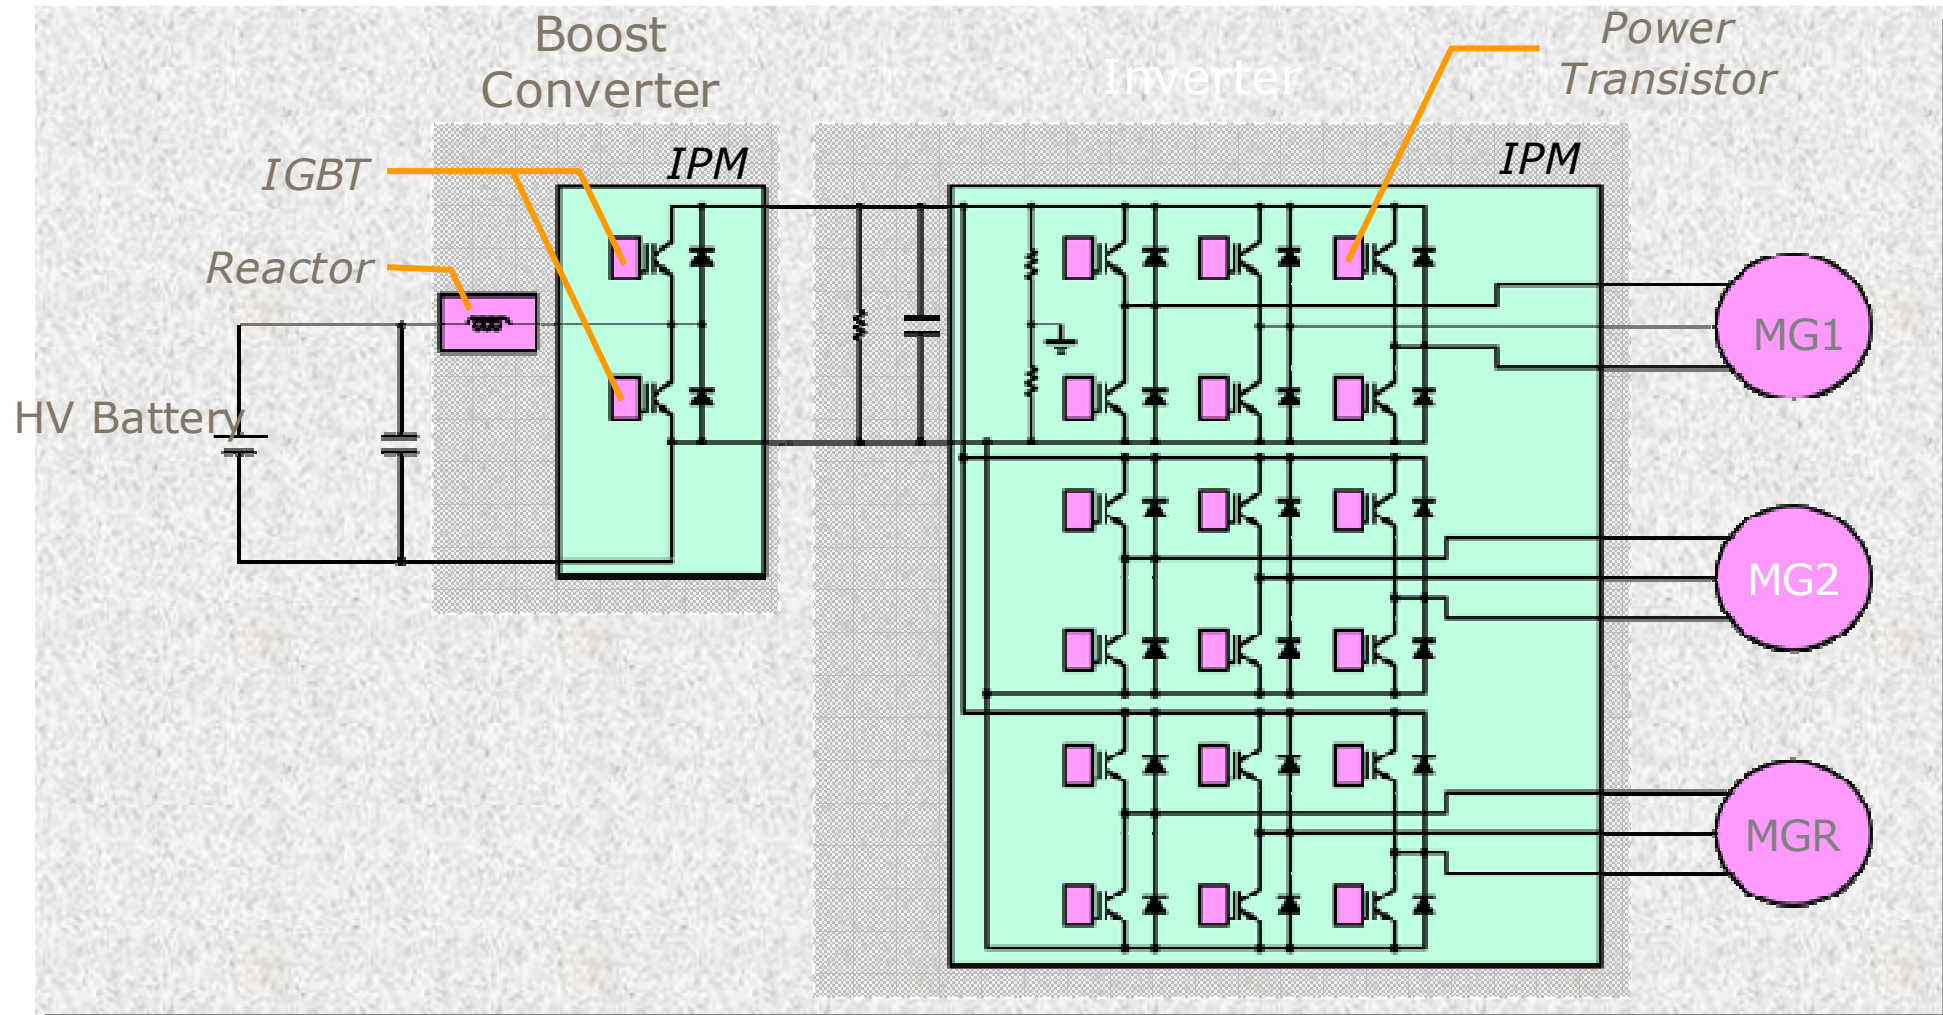 Boost
Converter
Inverter
Power
Transistor
IPM
IPM
IGBT
Reactor
HV Battery
MG1
MG2
MGR